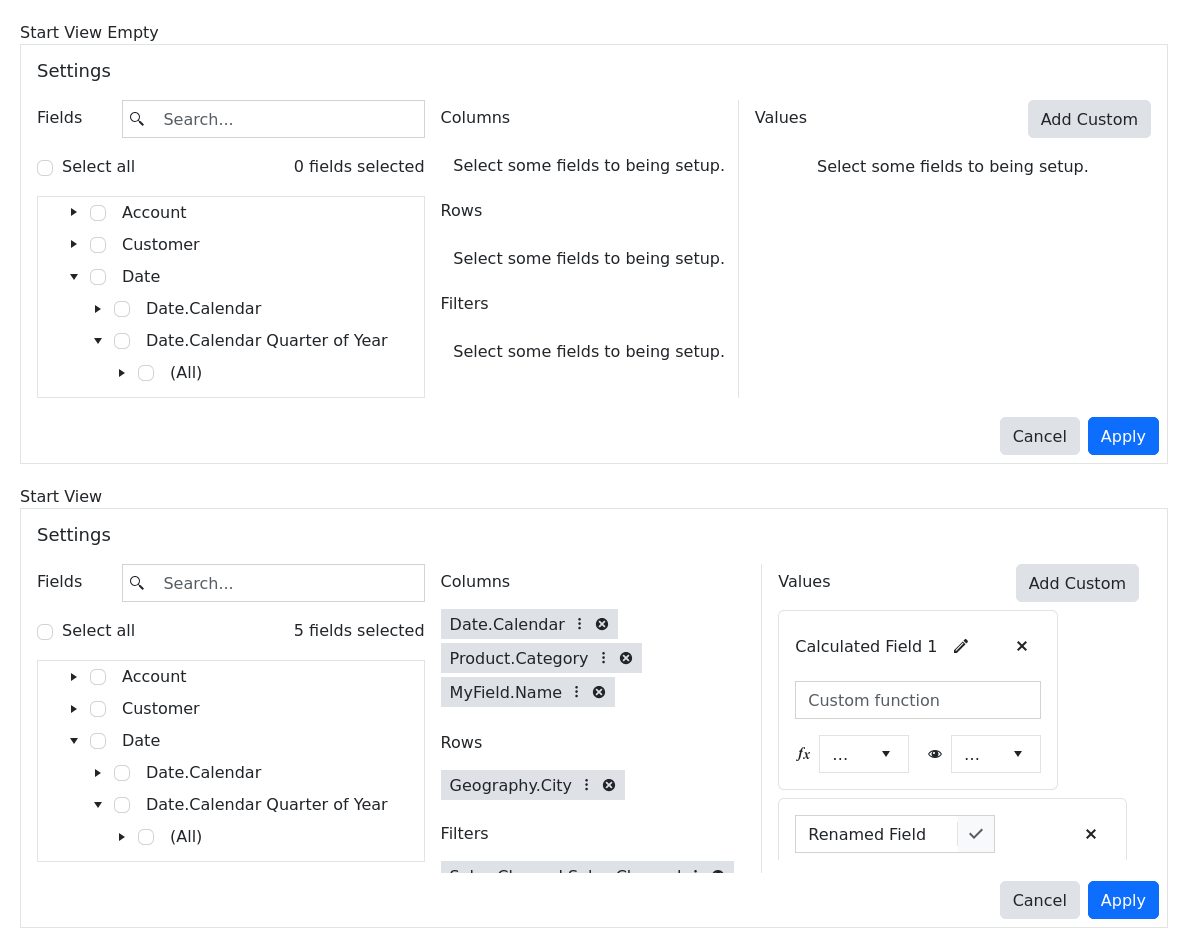 Start View Empty
Settings
Fields
Search...
Select all
0 fields selected
Account
Customer
Date
Date.Calendar
Date.Calendar Quarter of Year
(All)
Columns
Select some fields to being setup.
Rows
Select some fields to being setup.
Filters
Select some fields to being setup.
Values
Add Custom
Select some fields to being setup.
Cancel
Apply
Start View
Settings
Fields
Search...
Select all
5 fields selected
Account
Customer
Date
Date.Calendar
Date.Calendar Quarter of Year
(All)
Columns
Date.Calendar
Product.Category
MyField.Name
Rows
Geography.City
Filters
Values
Add Custom
Calculated Field 1
Custom function
fx
...
...
Renamed Field
Cancel
Apply